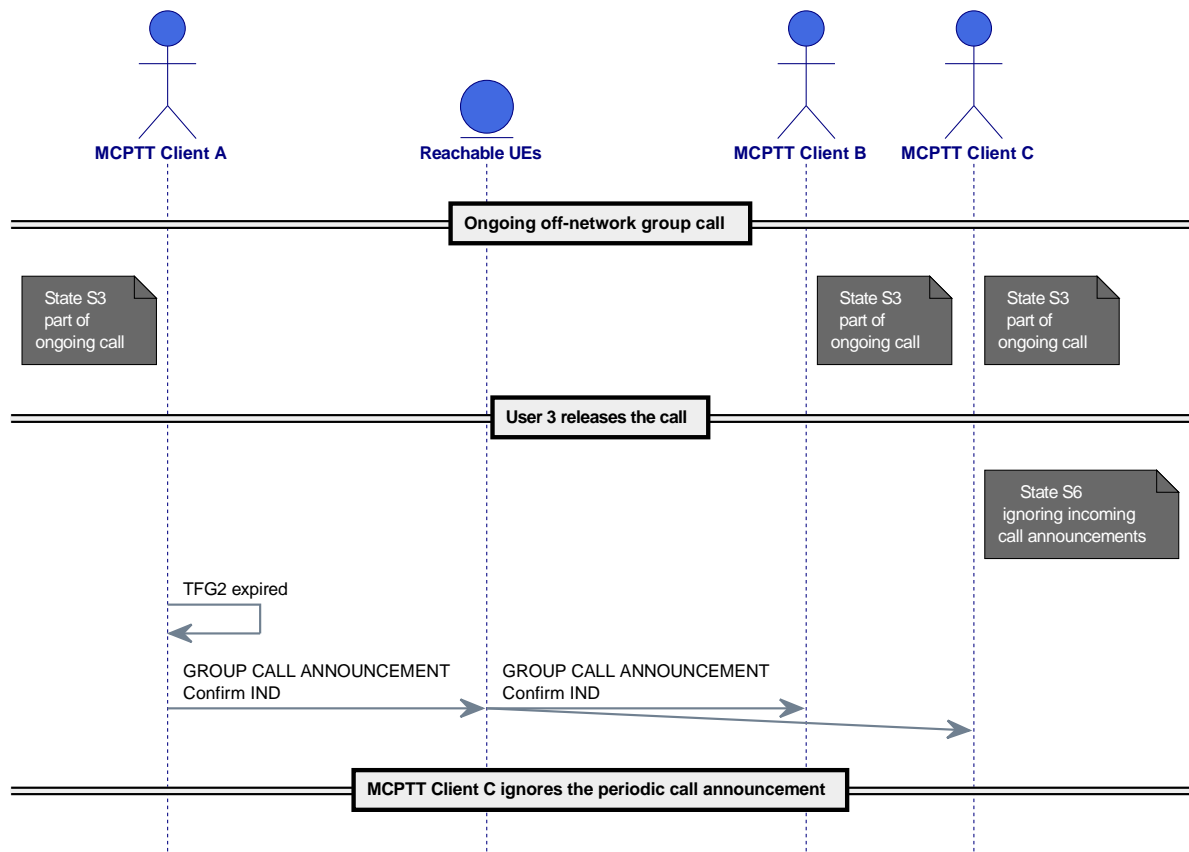 MCPTT Client A
Reachable UEs
MCPTT Client B
MCPTT Client C
Ongoing off-network group call
State S3
part of
ongoing call
State S3
part of
ongoing call
State S3
part of
ongoing call
User 3 releases the call
State S6
ignoring incoming
call announcements
TFG2 expired
GROUP CALL ANNOUNCEMENT
Confirm IND
GROUP CALL ANNOUNCEMENT
Confirm IND
MCPTT Client C ignores the periodic call announcement